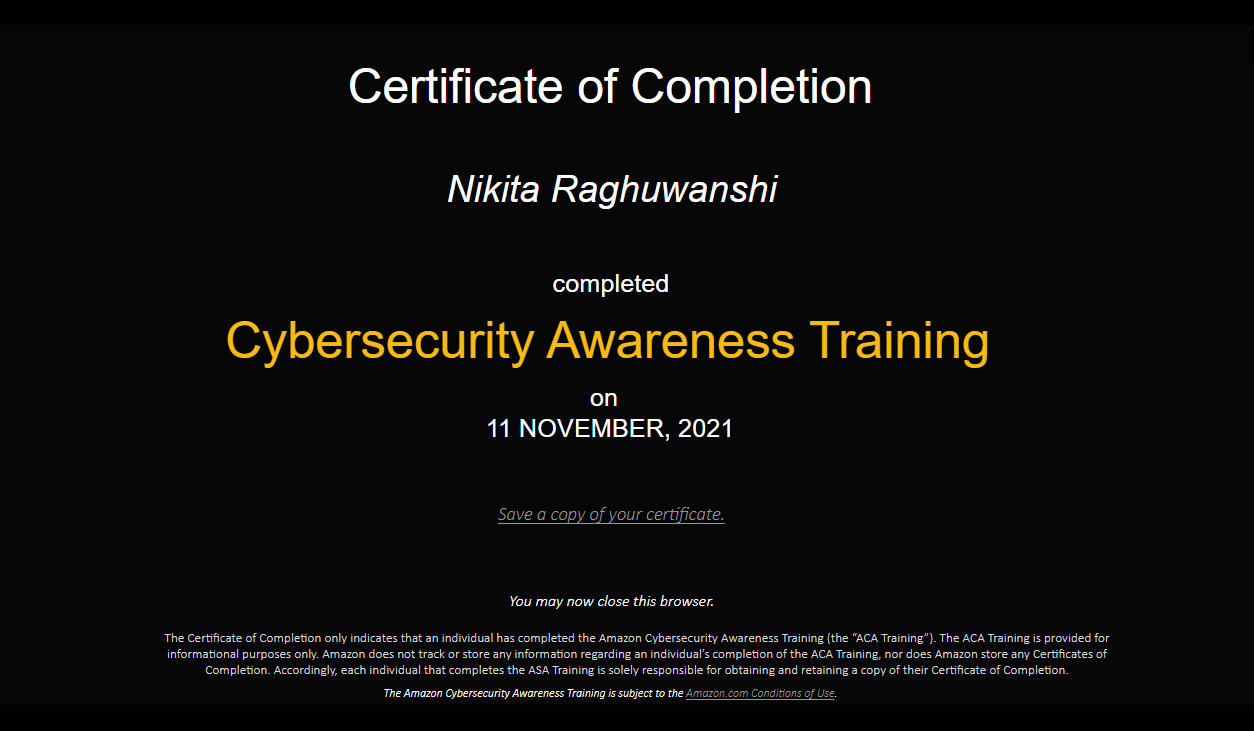 Certificate of Completion
Nikita Raghuwanshi
completed
Cybersecurity Awareness Training
on
11 NOVEMBER, 2021
Save a copy of your certificate.
You may now close this browser.
The Certificate of Completion only indicates that an individual has completed the Amazon Cybersecurity Awareness Training (the “ACA Training”). The ACA Training is provided for
informational purposes only. Amazon does not track or store any information regarding an individual’s completion of the ACA Training, nor does Amazon store any Certificates of
Completion. Accordingly, each individual that completes the ASA Training is solely responsible for obtaining and retaining a copy of their Certificate of Completion.
The Amazon Cybersecurity Awareness Training is subject to the Amazon.com Conditions of Use.